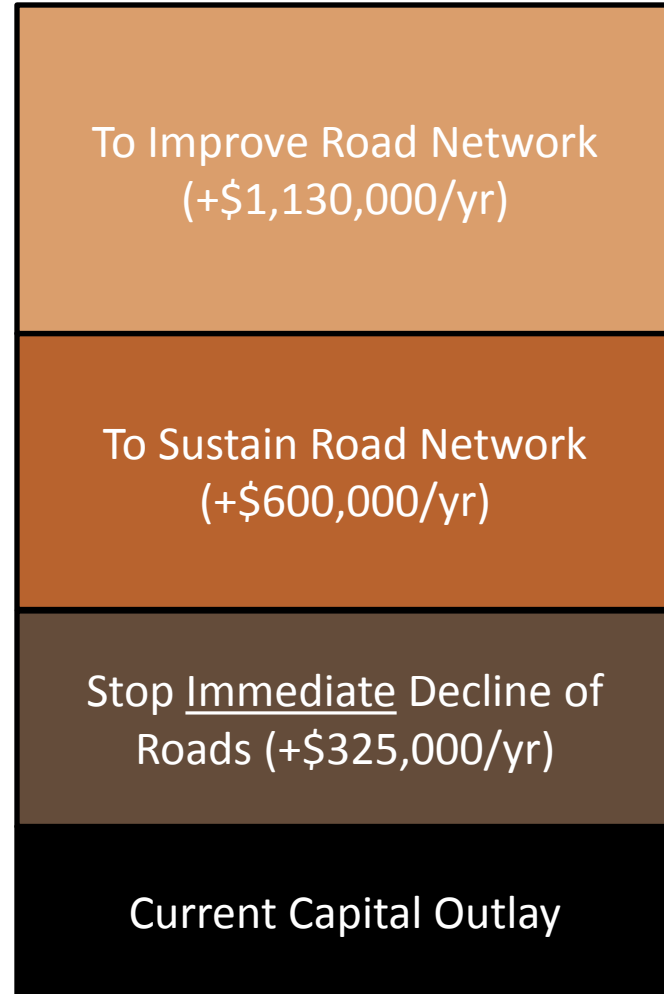 To Improve Road Network
(+$1,130,000/yr)
To Sustain Road Network
(+$600,000/yr)
Stop Immediate Decline of
Roads (+$325,000/yr)
Current Capital Outlay